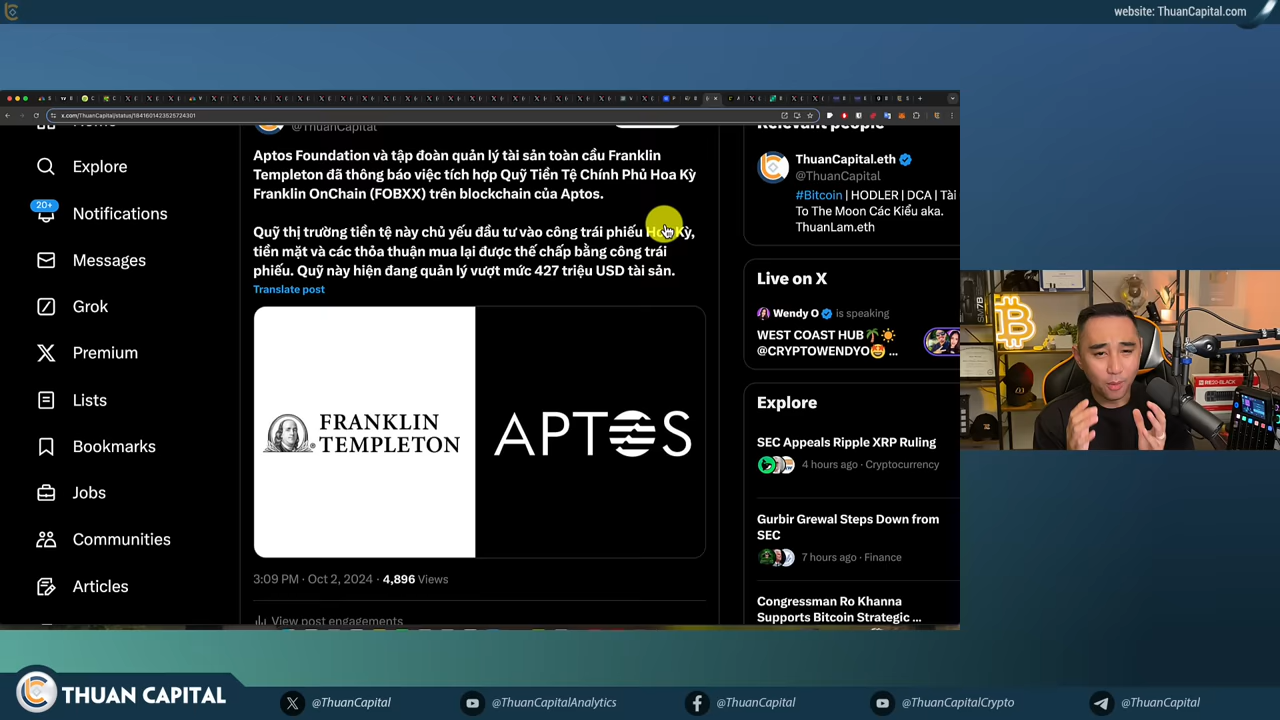 website: ThuanCapital.com
x.com/ThuanCapital/status/1841601423625724301
Explore
20+
Notifications
Messages
Grok
Premium
Lists
Bookmarks
Jobs
Communities
Articles
@ThuanCapital
Aptos Foundation và tập đoàn quản lý tài sản toàn cầu Franklin
Templeton đã thông báo việc tích hợp Quỹ Tiền Tệ Chính Phủ Hoa Kỳ
Franklin OnChain (FOBXX) trên blockchain của Aptos.
Quỹ thị trường tiền tệ này chủ yếu đầu tư vào công trái phiếu Hoa Kỳ,
tiền mặt và các thỏa thuận mua lại được thế chấp bằng công trái
phiếu. Quỹ này hiện đang quản lý vượt mức 427 triệu USD tài sản.
Translate post
FRANKLIN
TEMPLETON
APTOS
3:09 PM · Oct 2, 2024 · 4,896 Views
View post engagements
Relevant people
ThuanCapital.eth
@ThuanCapital
#Bitcoin | HODLER | DCA | Tài
To The Moon Các Kiểu aka.
ThuanLam.eth
Live on X
Wendy O is speaking
WEST COAST HUB
@CRYPTOWENDYO ...
Explore
SEC Appeals Ripple XRP Ruling
4 hours ago · Cryptocurrency
Gurbir Grewal Steps Down from
SEC
7 hours ago · Finance
Congressman Ro Khanna
Supports Bitcoin Strategic ...
SM7B
THUAN CAPITAL
@ThuanCapital
@ThuanCapitalAnalytics
@ThuanCapital
@ThuanCapitalCrypto
@ThuanCapital